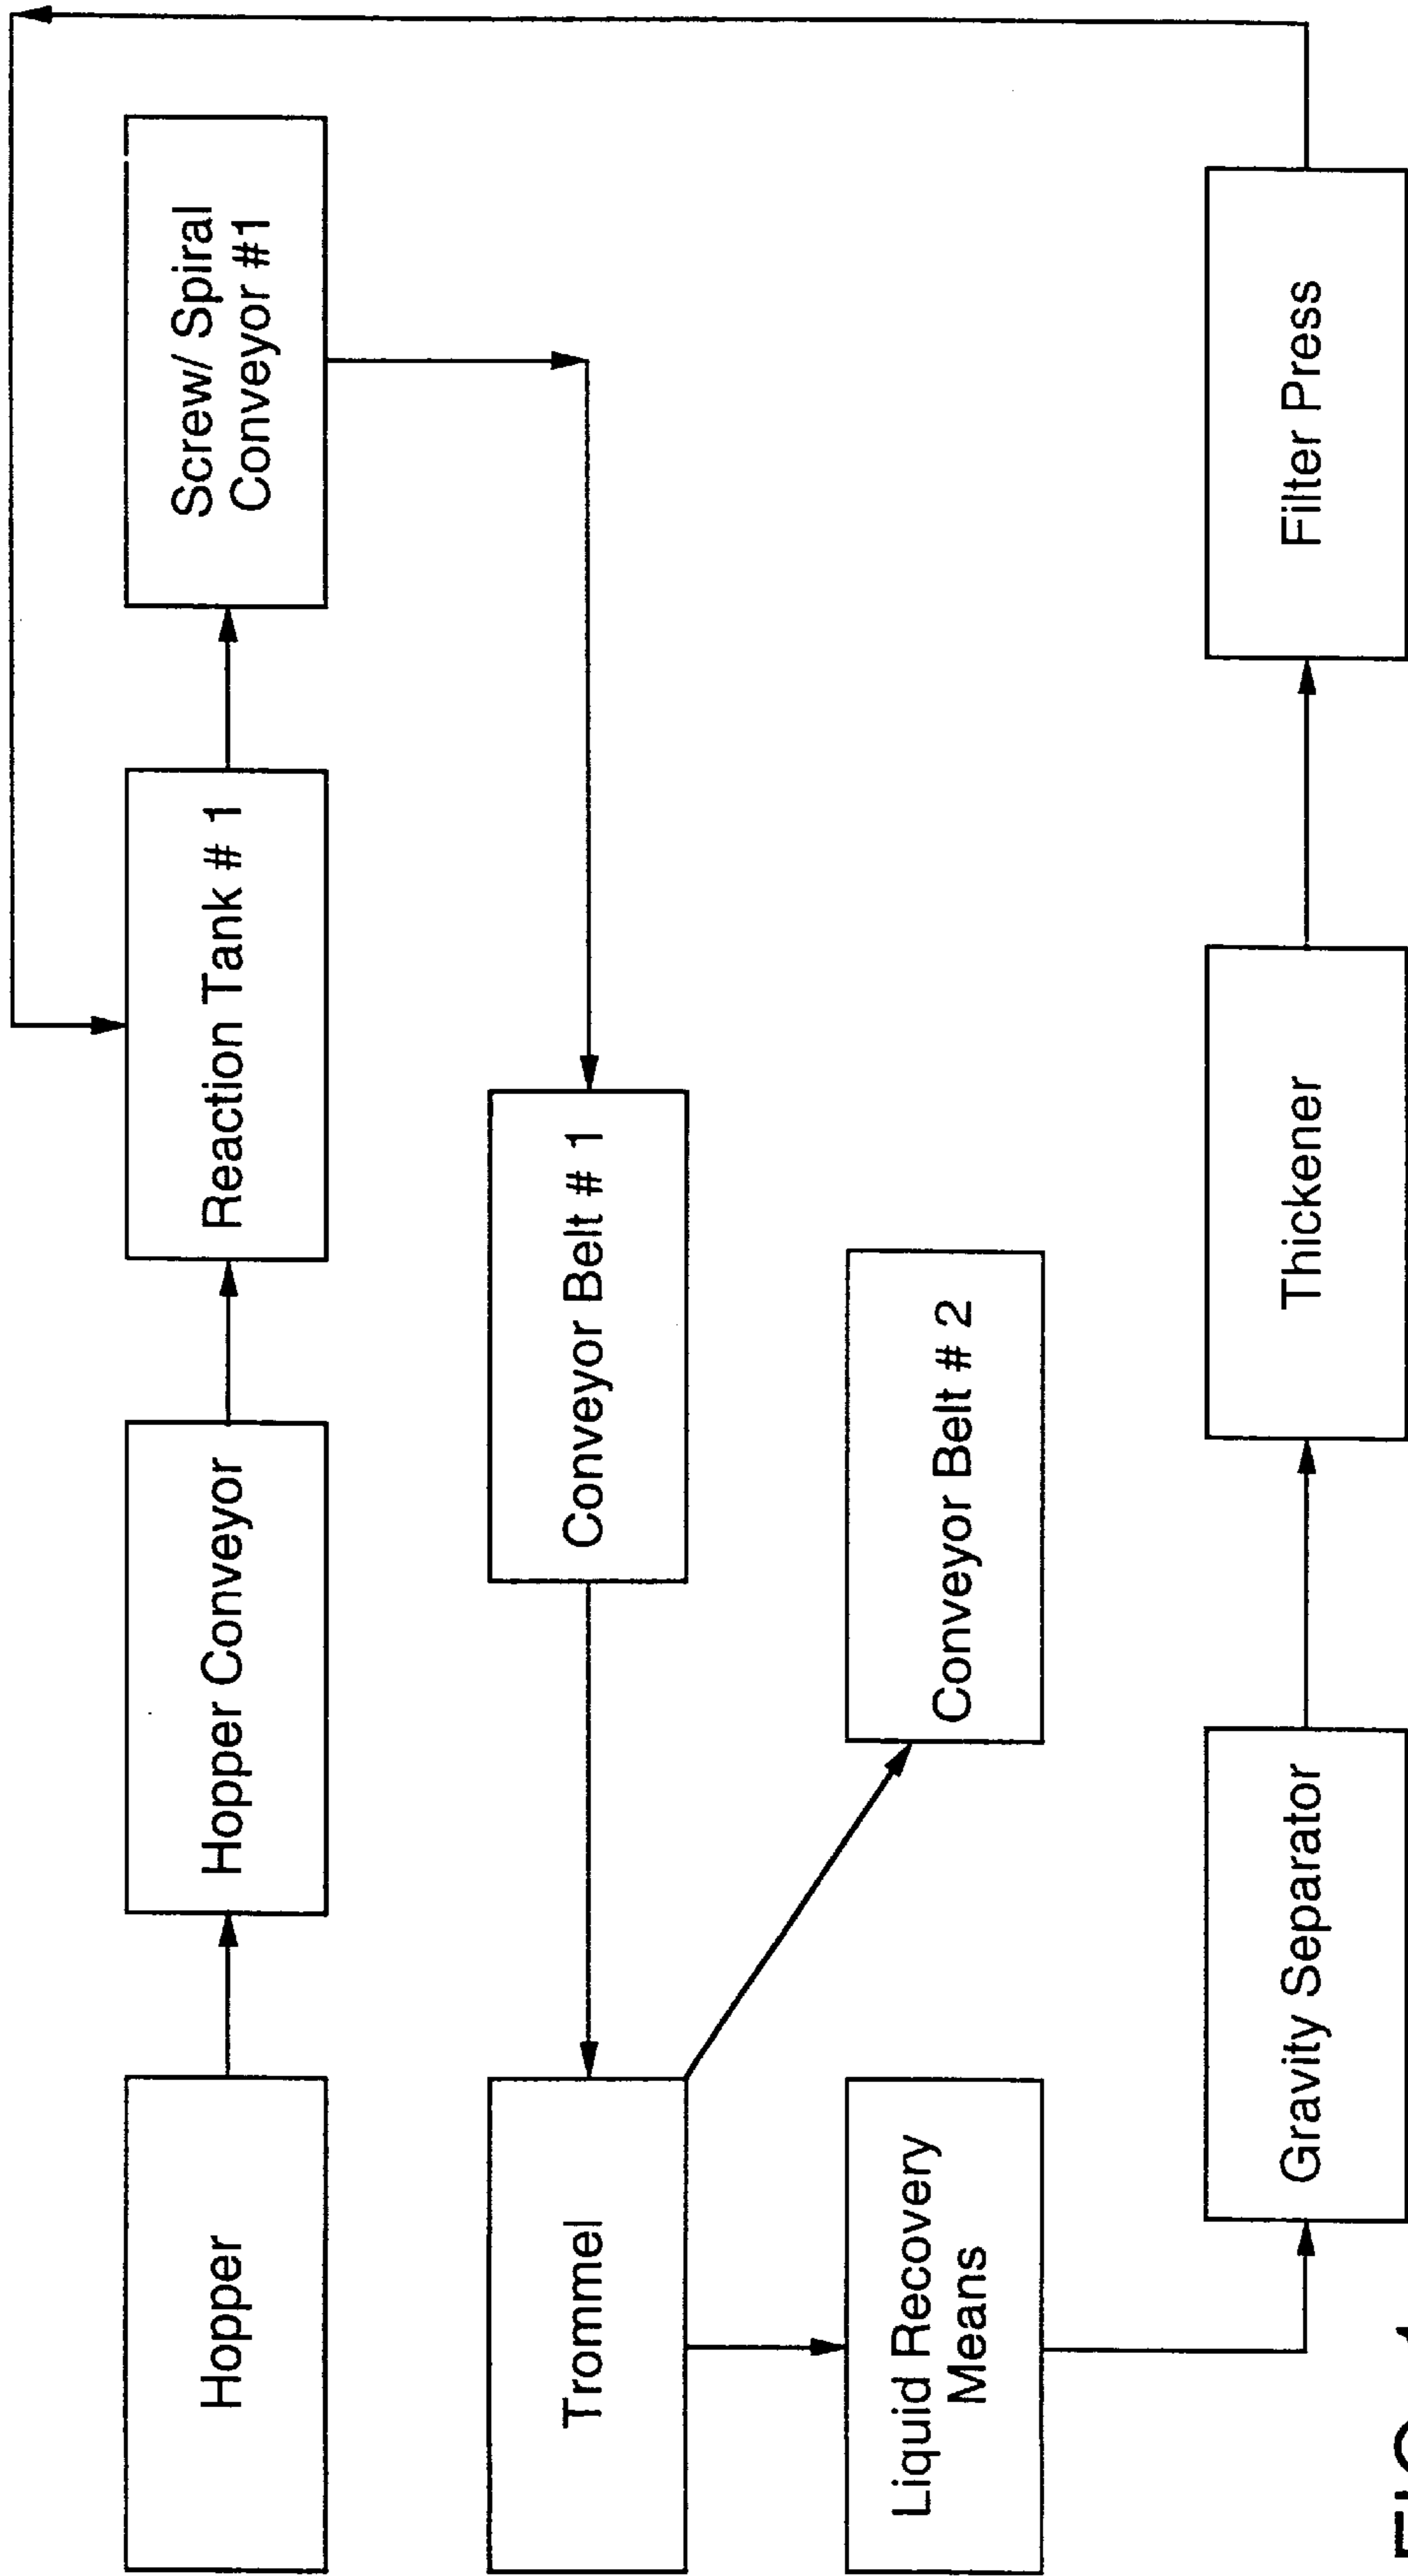 Hopper
Hopper Conveyor
Reaction Tank # 1
Screw/ Spiral
Conveyor #1
Trommel
Conveyor Belt # 1
Liquid Recovery
Means
Conveyor Belt # 2
Gravity Separator
Thickener
Filter Press